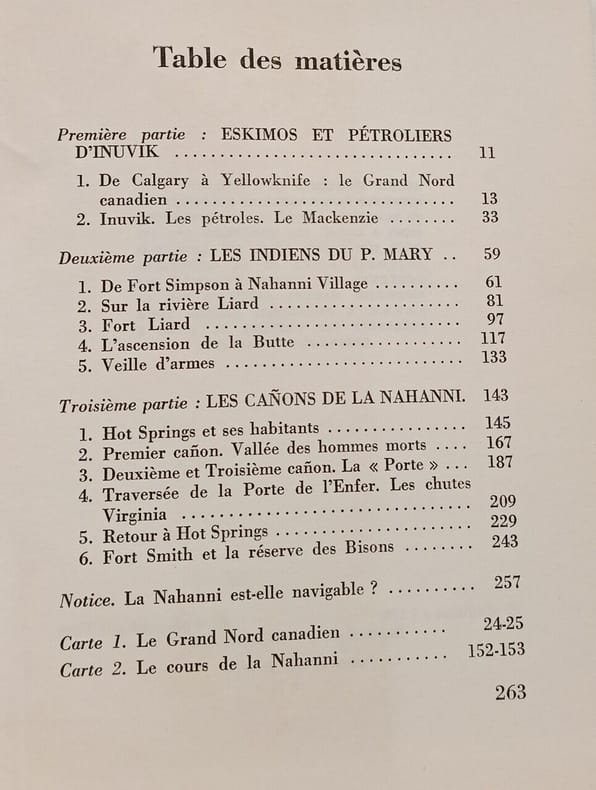 Table des matières
Première partie : ESKIMOS ET PÉTROLIERS
D'INUVIK ............................... 11
1. De Calgary à Yellowknife : le Grand Nord
canadien ............................... 13
2. Inuvik. Les pétroles. Le Mackenzie ........ 33
Deuxième partie : LES INDIENS DU P. MARY .. 59
1. De Fort Simpson à Nahanni Village .......... 61
2. Sur la rivière Liard ..................... 81
3. Fort Liard ............................. 97
4. L'ascension de la Butte ................. 117
5. Veille d'armes ........................... 133
Troisième partie : LES CAÑONS DE LA NAHANNI. 143
1. Hot Springs et ses habitants ............... 145
2. Premier cañon. Vallée des hommes morts .... 167
3. Deuxième et Troisième cañon. La « Porte » ... 187
4. Traversée de la Porte de l'Enfer. Les chutes
Virginia ................................ 209
5. Retour à Hot Springs ...................... 229
6. Fort Smith et la réserve des Bisons ........ 243
Notice. La Nahanni est-elle navigable ? .......... 257
Carte 1. Le Grand Nord canadien ........... 24-25
Carte 2. Le cours de la Nahanni ........... 152-153
263